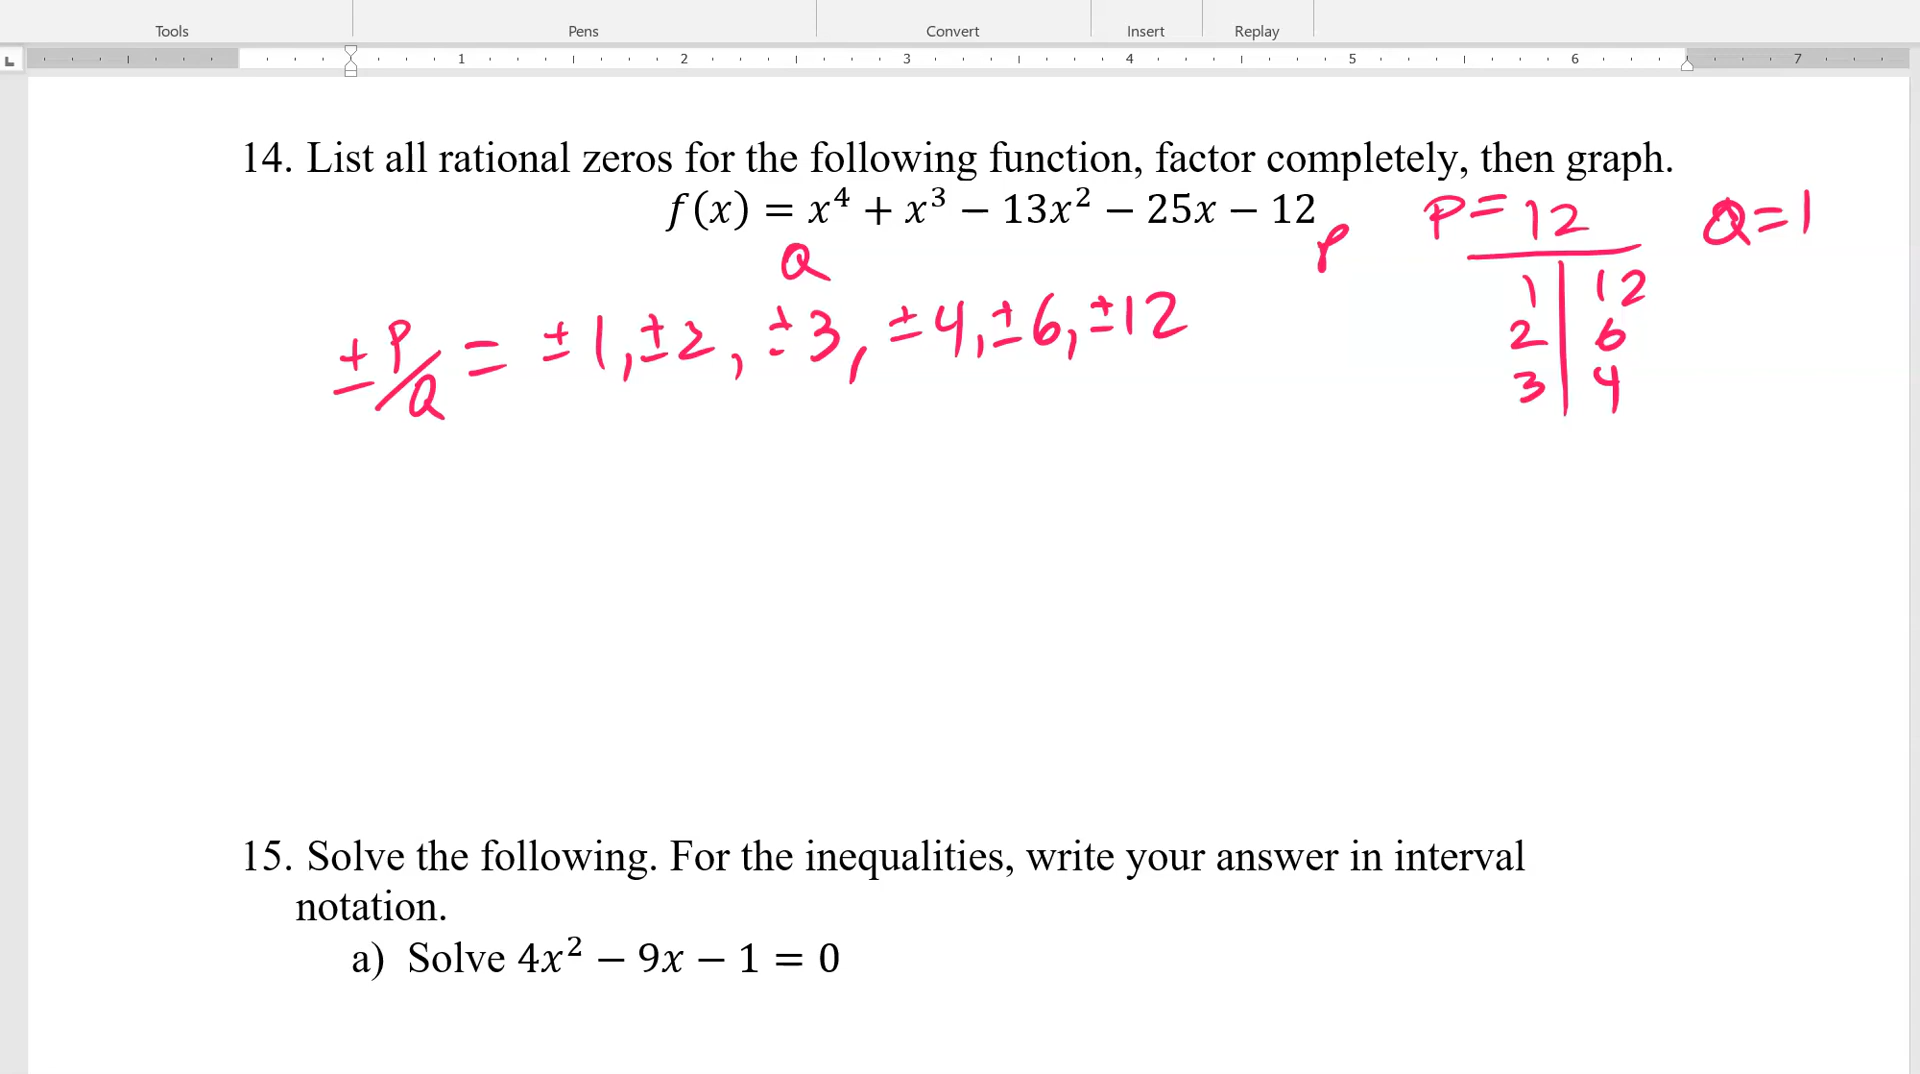 Tools Pens Convert Insert Replay
1 2 3 4 5 6 7
14. List all rational zeros for the following function, factor completely, then graph.
f(x) = x⁴ + x³ − 13x² − 25x − 12
P = 12 Q = 1
Q P
1 | 12
2 | 6
3 | 4
± P/Q = ±1, ±2, ±3, ±4, ±6, ±12
15. Solve the following. For the inequalities, write your answer in interval
notation.
a) Solve 4x² − 9x − 1 = 0